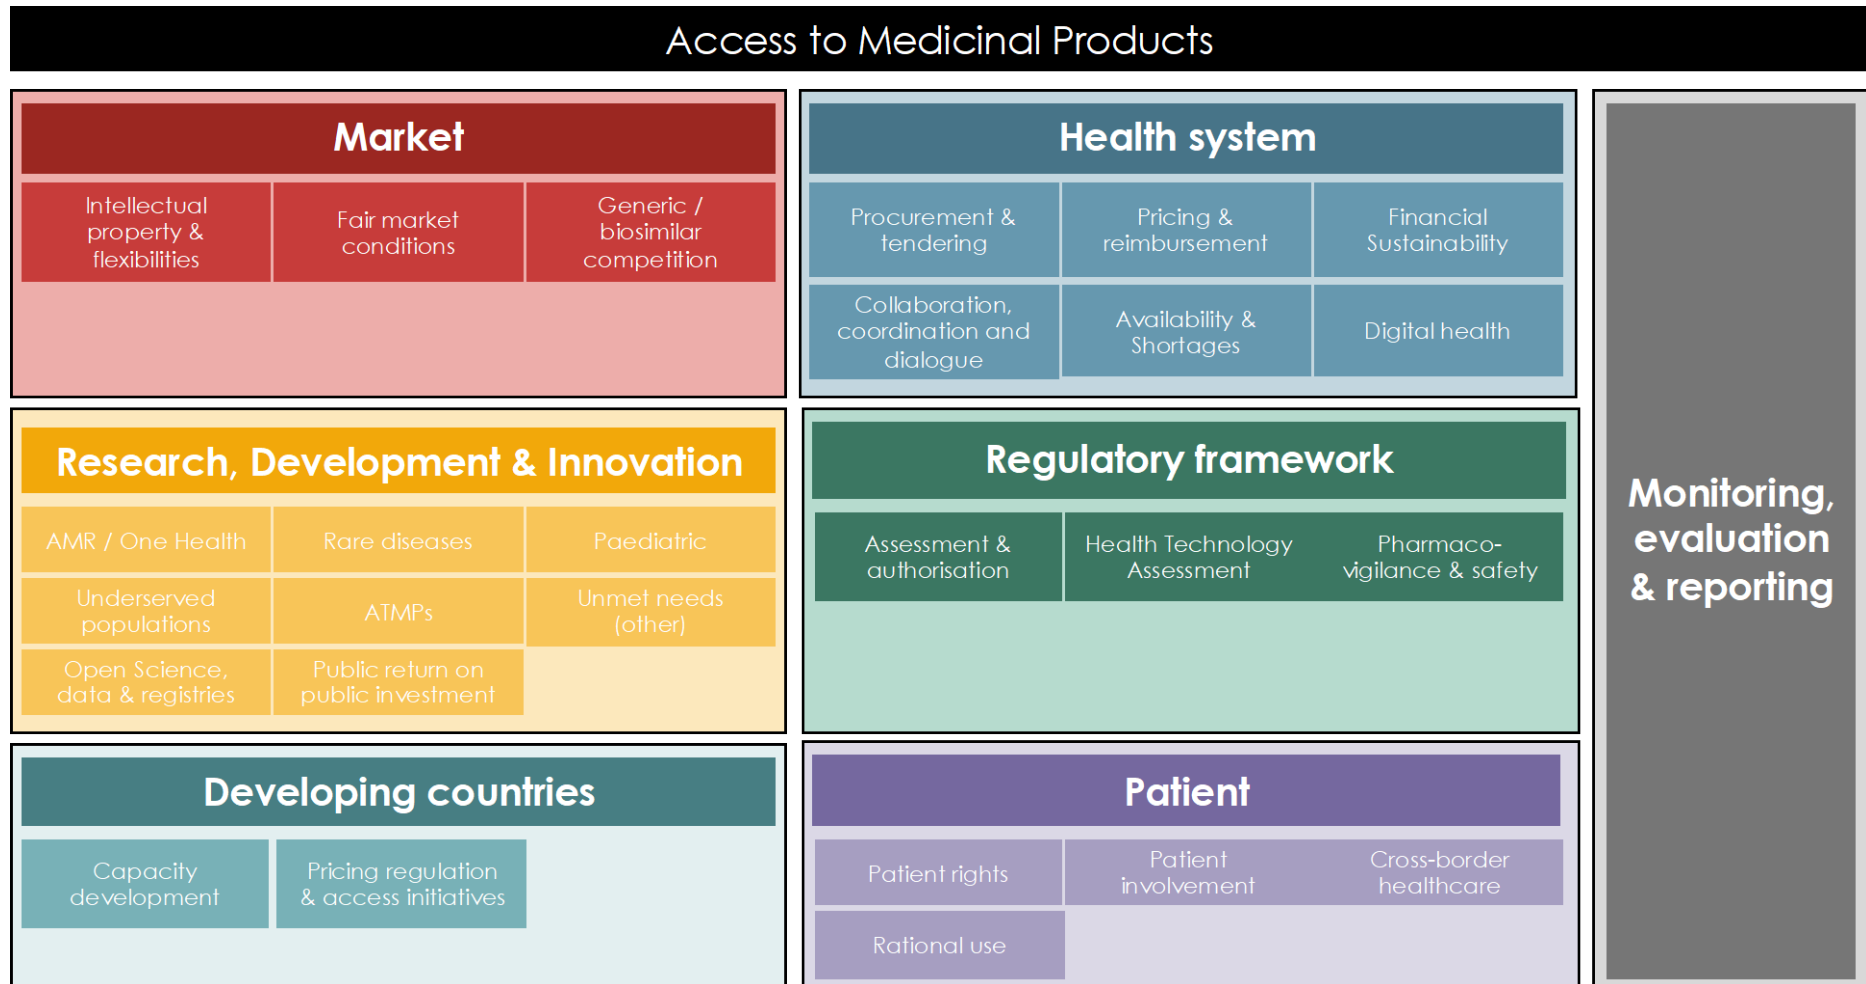 Access to Medicinal Products
Market
Intellectual
property &
flexibilities
Fair market
conditions
Generic /
biosimilar
competition
Health system
Procurement &
tendering
Pricing &
reimbursement
Financial
Sustainability
Collaboration,
coordination and
dialogue
Availability &
Shortages
Digital health
Research, Development & Innovation
AMR / One Health
Rare diseases
Paediatric
Underserved
populations
ATMPs
Unmet needs
(other)
Open Science,
data & registries
Public return on
public investment
Regulatory framework
Assessment &
authorisation
Health Technology
Assessment
Pharmaco-
vigilance & safety
Developing countries
Capacity
development
Pricing regulation
& access initiatives
Patient
Patient rights
Patient
involvement
Cross-border
healthcare
Rational use
Monitoring,
evaluation
& reporting